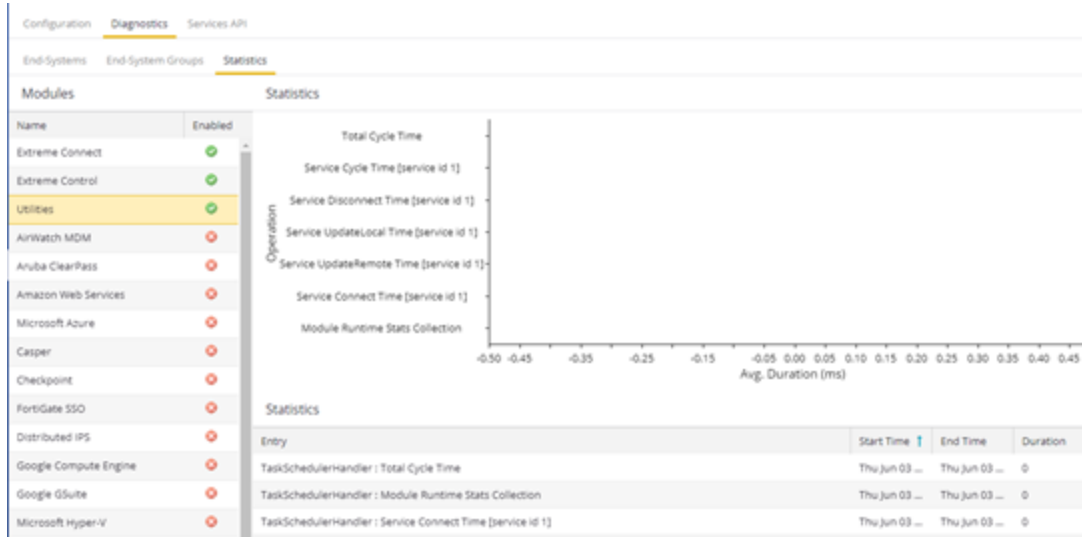 Configuration Diagnostics Services API
End-Systems End-System Groups Statistics
Modules
Name Enabled
Extreme Connect
Extreme Control
Utilities
AirWatch MDM
Aruba ClearPass
Amazon Web Services
Microsoft Azure
Casper
Checkpoint
FortiGate SSO
Distributed IPS
Google Compute Engine
Google GSuite
Microsoft Hyper-V
Statistics
Operation
Total Cycle Time
Service Cycle Time [service id 1]
Service Disconnect Time [service id 1]
Service UpdateLocal Time [service id 1]
Service UpdateRemote Time [service id 1]
Service Connect Time [service id 1]
Module Runtime Stats Collection
-0.50 -0.45 -0.35 -0.25 -0.15 -0.05 0.00 0.05 0.10 0.15 0.20 0.25 0.30 0.35 0.40 0.45
Avg. Duration (ms)
Statistics
Entry Start Time End Time Duration
TaskSchedulerHandler : Total Cycle Time Thu Jun 03 ... Thu Jun 03 ... 0
TaskSchedulerHandler : Module Runtime Stats Collection Thu Jun 03 ... Thu Jun 03 ... 0
TaskSchedulerHandler : Service Connect Time [service id 1] Thu Jun 03 ... Thu Jun 03 ... 0